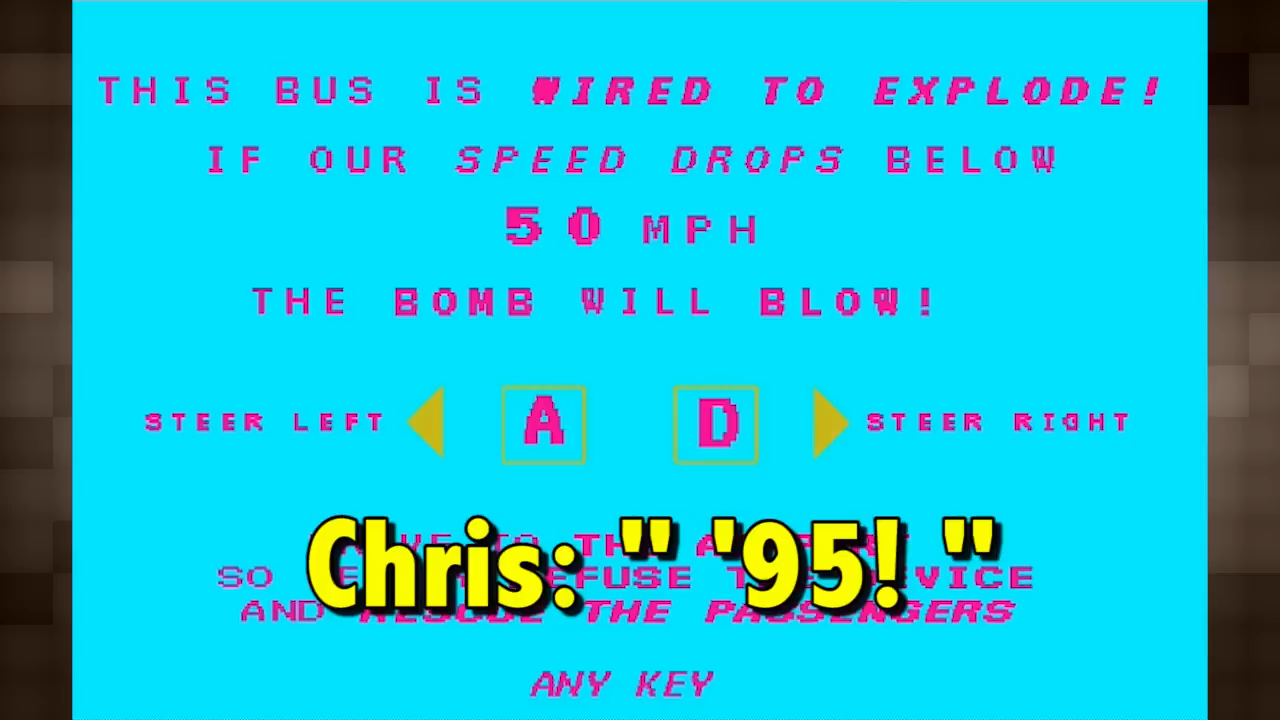 THIS BUS IS WIRED TO EXPLODE!
IF OUR SPEED DROPS BELOW
50 MPH
THE BOMB WILL BLOW!
STEER LEFT A D STEER RIGHT
Chris: " '95! "
SO
AND THE PASSENGERS
ANY KEY